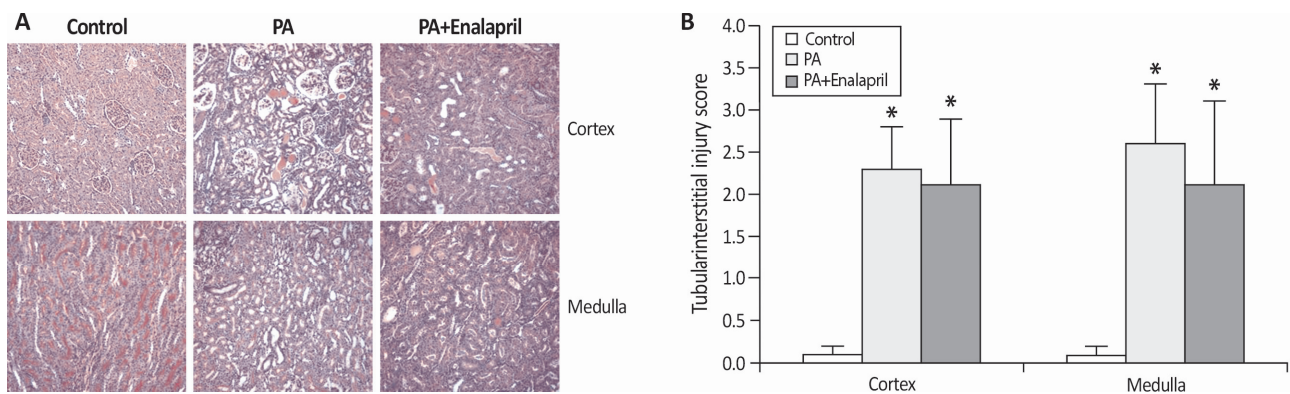 A
Control
PA
PA+Enalapril
Cortex
Medulla
B
Tubularinterstitial injury score
4.0
3.5
3.0
2.5
2.0
1.5
1.0
0.5
0.0
Control
PA
PA+Enalapril
*
*
*
*
Cortex
Medulla